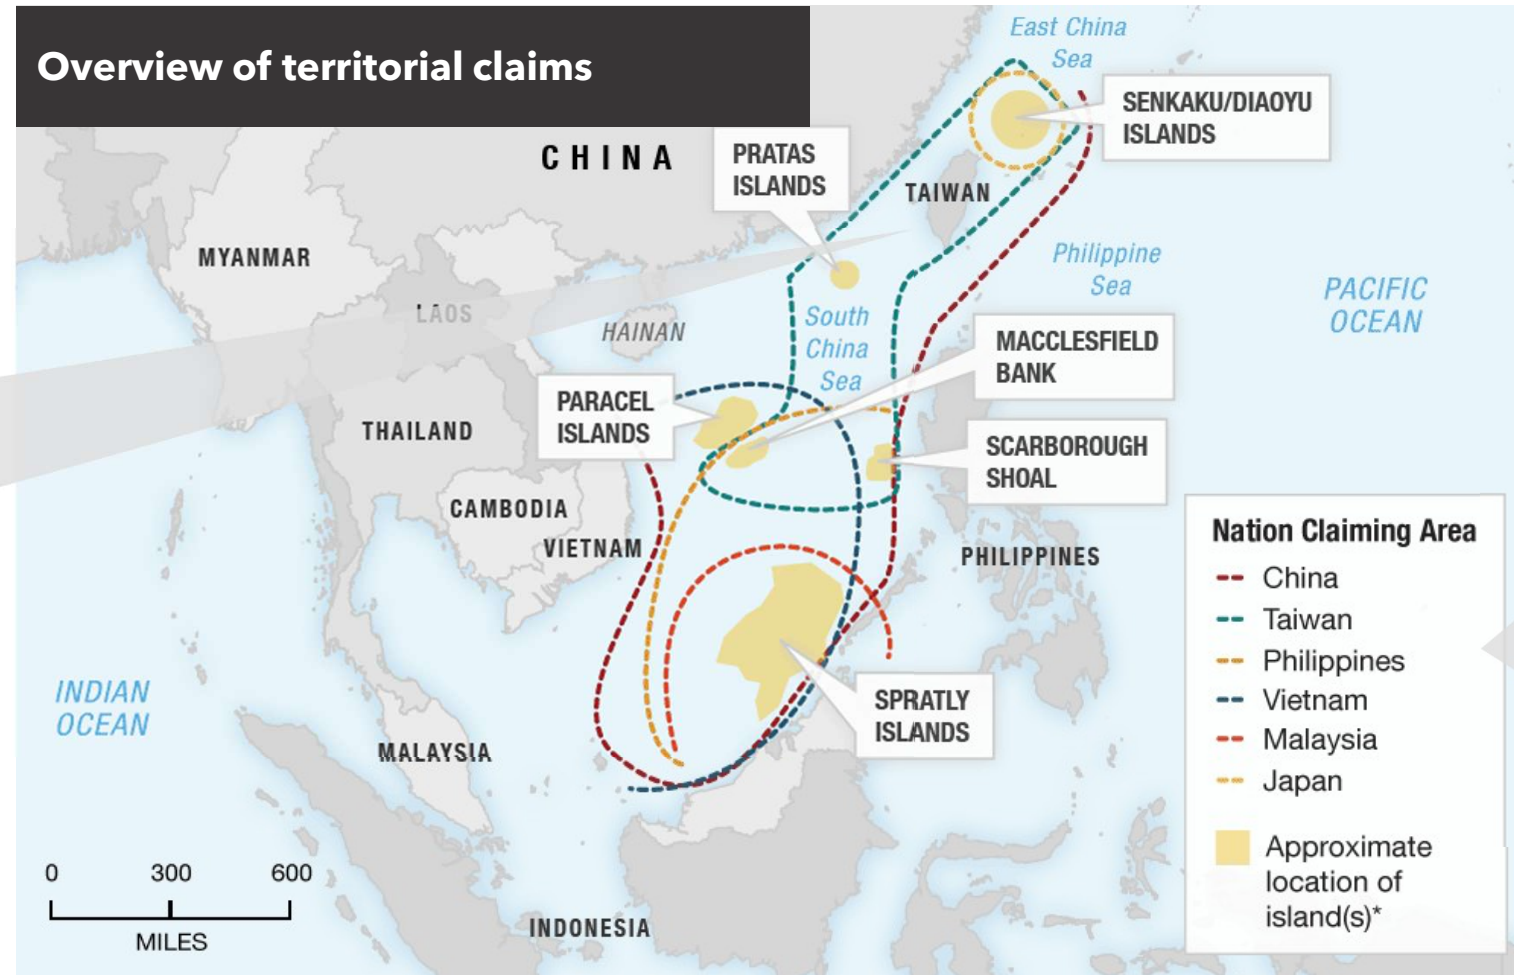 Overview of territorial claims
East China
Sea
SENKAKU/DIAOYU
ISLANDS
CHINA
PRATAS
ISLANDS
TAIWAN
MYANMAR
Philippine
Sea
PACIFIC
OCEAN
LAOS
HAINAN
South
China
Sea
MACCLESFIELD
BANK
PARACEL
ISLANDS
THAILAND
SCARBOROUGH
SHOAL
CAMBODIA
VIETNAM
PHILIPPINES
INDIAN
OCEAN
MALAYSIA
SPRATLY
ISLANDS
INDONESIA
0 300 600
MILES
Nation Claiming Area
China
Taiwan
Philippines
Vietnam
Malaysia
Japan
Approximate
location of
island(s)*